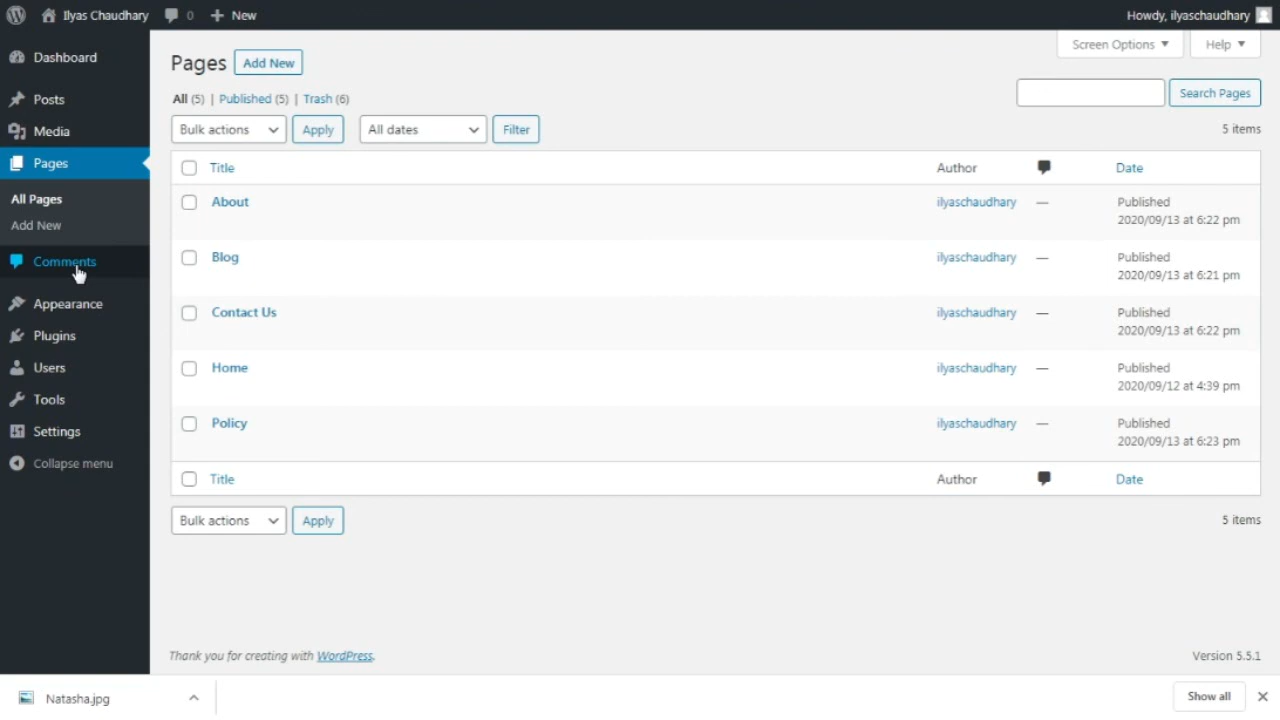 Ilyas Chaudhary 0 New Howdy, ilyaschaudhary
Dashboard
Posts
Media
Pages
All Pages
Add New
Comments
Appearance
Plugins
Users
Tools
Settings
Collapse menu
Screen Options Help
Pages Add New
All (5) | Published (5) | Trash (6)
Search Pages
Bulk actions Apply All dates Filter 5 items
Title Author Date
About ilyaschaudhary — Published
2020/09/13 at 6:22 pm
Blog ilyaschaudhary — Published
2020/09/13 at 6:21 pm
Contact Us ilyaschaudhary — Published
2020/09/13 at 6:22 pm
Home ilyaschaudhary — Published
2020/09/12 at 4:39 pm
Policy ilyaschaudhary — Published
2020/09/13 at 6:23 pm
Title Author Date
Bulk actions Apply 5 items
Thank you for creating with WordPress. Version 5.5.1
Natasha.jpg Show all